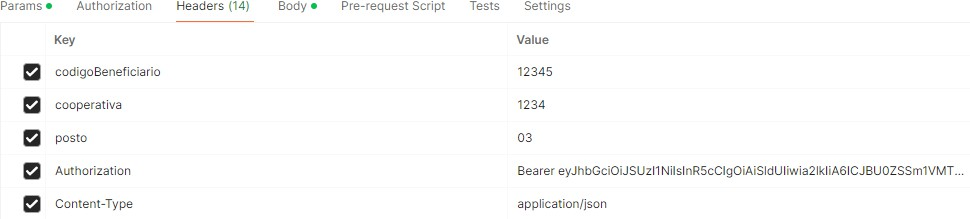 Params Authorization Headers (14) Body Pre-request Script Tests Settings
Key Value
codigoBeneficiario 12345
cooperativa 1234
posto 03
Authorization Bearer eyJhbGciOiJSUzI1NiIsInR5cCIgOiAiSldUIiwia2lkIiA6ICJBU0ZSSm1VMT...
Content-Type application/json